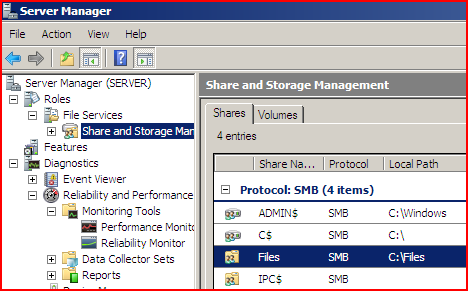 Server Manager
File Action View Help
Server Manager (SERVER)
Roles
File Services
Share and Storage Man
Features
Diagnostics
Event Viewer
Reliability and Performance
Monitoring Tools
Performance Monito
Reliability Monitor
Data Collector Sets
Reports
Share and Storage Management
Shares Volumes
4 entries
Share Na... Protocol Local Path
Protocol: SMB (4 items)
ADMIN$ SMB C:\Windows
C$ SMB C:\
Files SMB C:\Files
IPC$ SMB